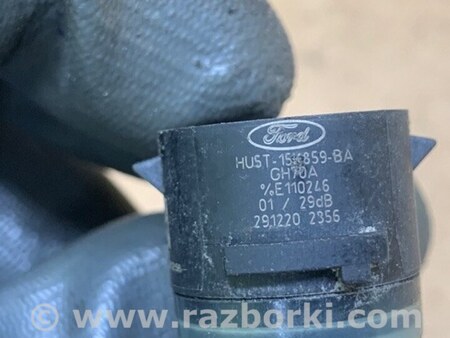 Ford
HU5T-15K859-BA
GH70A
%E110246
01 / 29dB
291220 2356
www.razborki.com